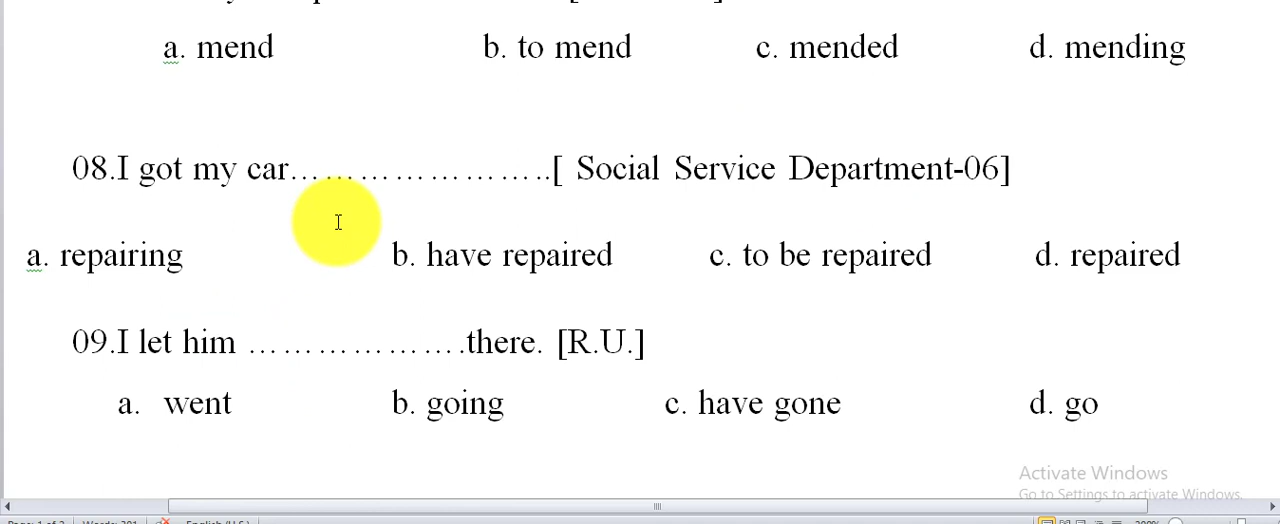 a. mend b. to mend c. mended d. mending
08.I got my car…………………..[ Social Service Department-06]
a. repairing b. have repaired c. to be repaired d. repaired
09.I let him ……………….there. [R.U.]
a. went b. going c. have gone d. go
Activate Windows
Go to Settings to activate Windows.